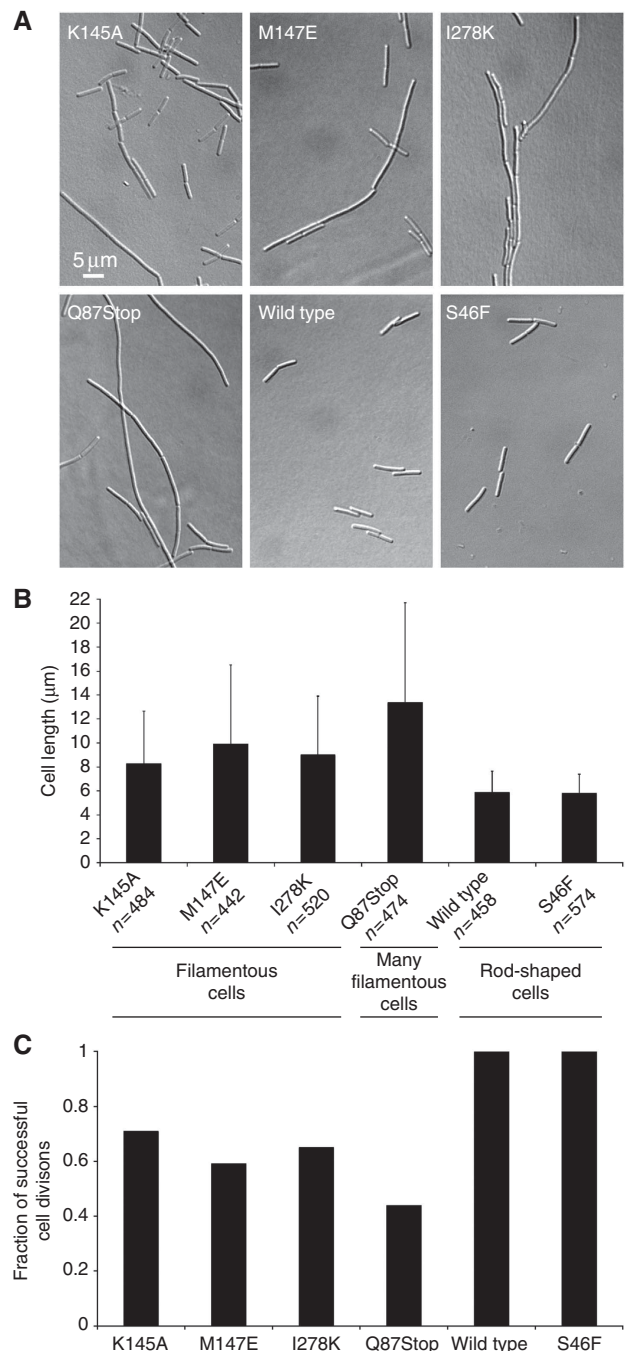 A
K145A
M147E
I278K
5 μm
Q87Stop
Wild type
S46F
B
22
20
18
16
14
12
10
8
6
4
2
0
Cell length (μm)
K145A
n=484
M147E
n=442
I278K
n=520
Q87Stop
n=474
Wild type
n=458
S46F
n=574
Filamentous
cells
Many
filamentous
cells
Rod-shaped
cells
C
1
0.8
0.6
0.4
0.2
0
Fraction of successful
cell divisons
K145A
M147E
I278K
Q87Stop
Wild type
S46F